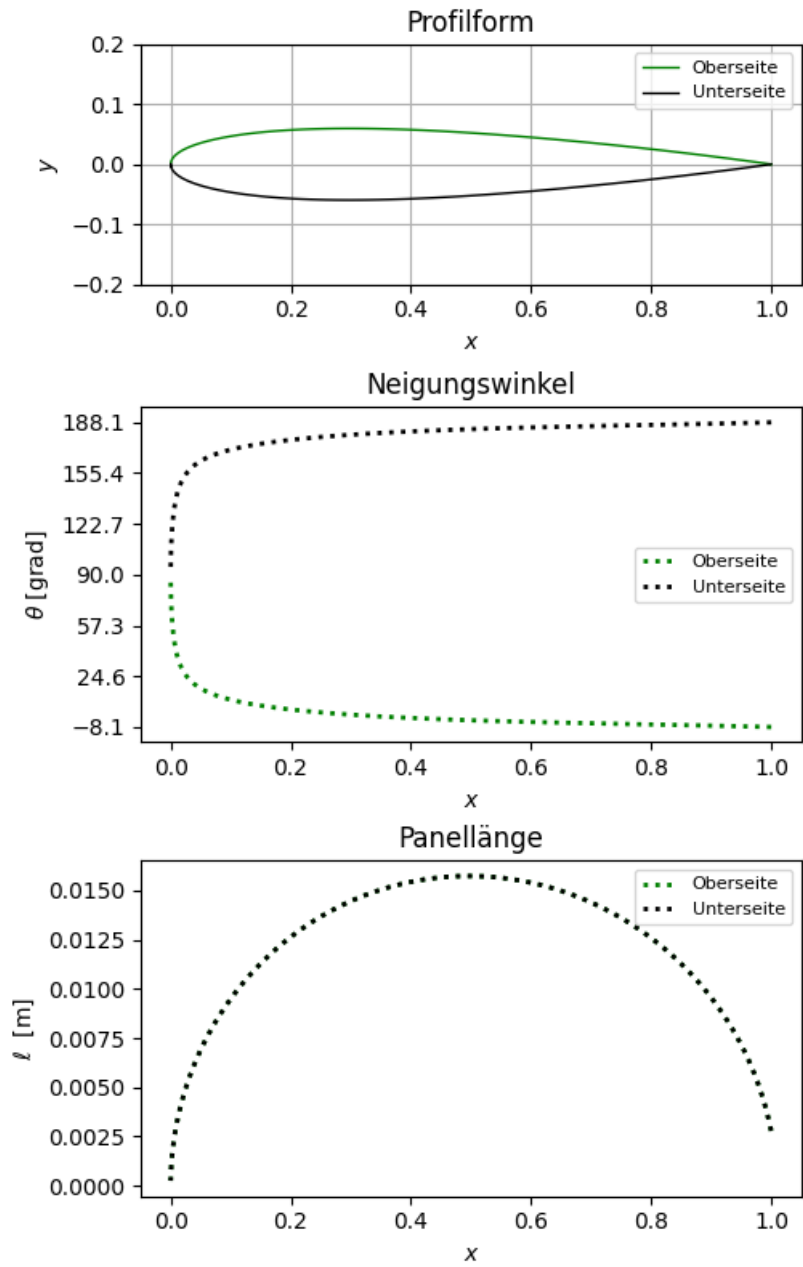 Profilform
0.2
0.1
0.0
−0.1
−0.2
y
Oberseite
Unterseite
0.0 0.2 0.4 0.6 0.8 1.0
x
Neigungswinkel
188.1
155.4
122.7
90.0
57.3
24.6
−8.1
θ [grad]
Oberseite
Unterseite
0.0 0.2 0.4 0.6 0.8 1.0
x
Panellänge
0.0150
0.0125
0.0100
0.0075
0.0050
0.0025
0.0000
ℓ [m]
Oberseite
Unterseite
0.0 0.2 0.4 0.6 0.8 1.0
x